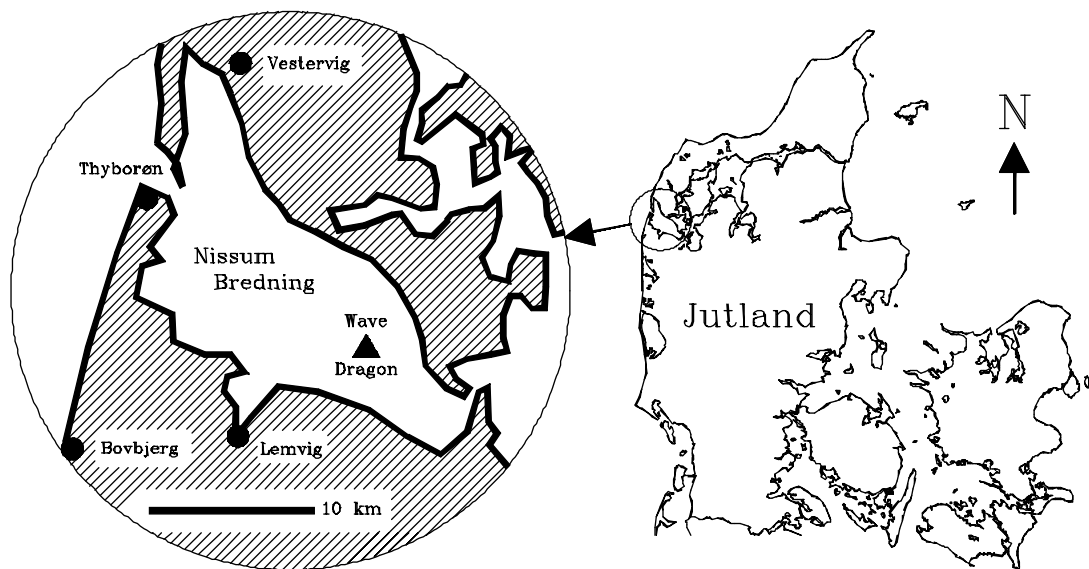 Vestervig
Thyborøn
Nissum
Bredning
Wave
Dragon
Bovbjerg
Lemvig
10 km
N
Jutland